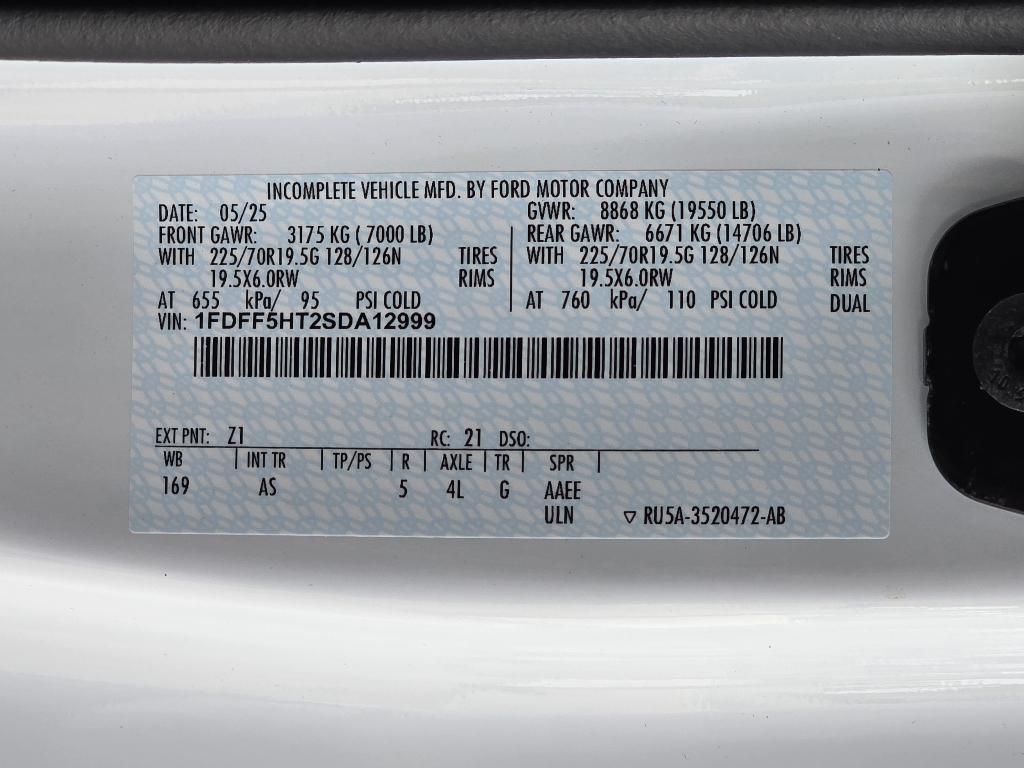 INCOMPLETE VEHICLE MFD. BY FORD MOTOR COMPANY
DATE: 05/25 GVWR: 8868 KG (19550 LB)
FRONT GAWR: 3175 KG ( 7000 LB) REAR GAWR: 6671 KG (14706 LB)
WITH 225/70R19.5G 128/126N TIRES WITH 225/70R19.5G 128/126N TIRES
19.5X6.0RW RIMS 19.5X6.0RW RIMS
AT 655 kPa/ 95 PSI COLD AT 760 kPa/ 110 PSI COLD DUAL
VIN: 1FDFF5HT2SDA12999
EXT PNT: Z1 RC: 21 DSO:
WB INT TR TP/PS R AXLE TR SPR
169 AS 5 4L G AAEE
ULN ▽ RU5A-3520472-AB